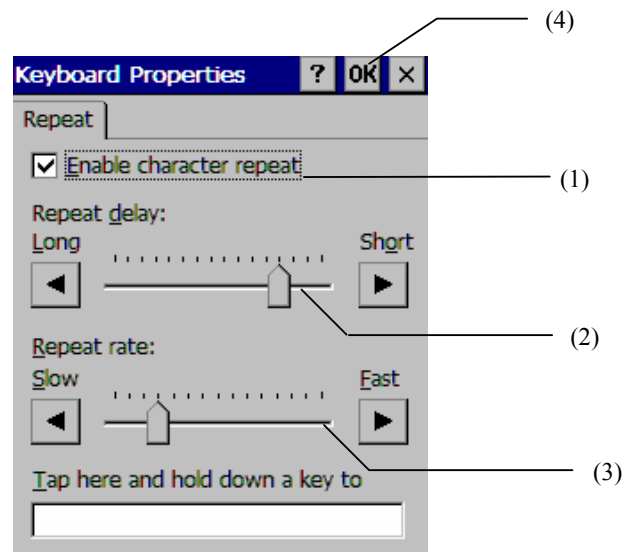 (4)
Keyboard Properties ? OK ×
Repeat
Enable character repeat
(1)
Repeat delay:
Long Short
(2)
Repeat rate:
Slow Fast
(3)
Tap here and hold down a key to